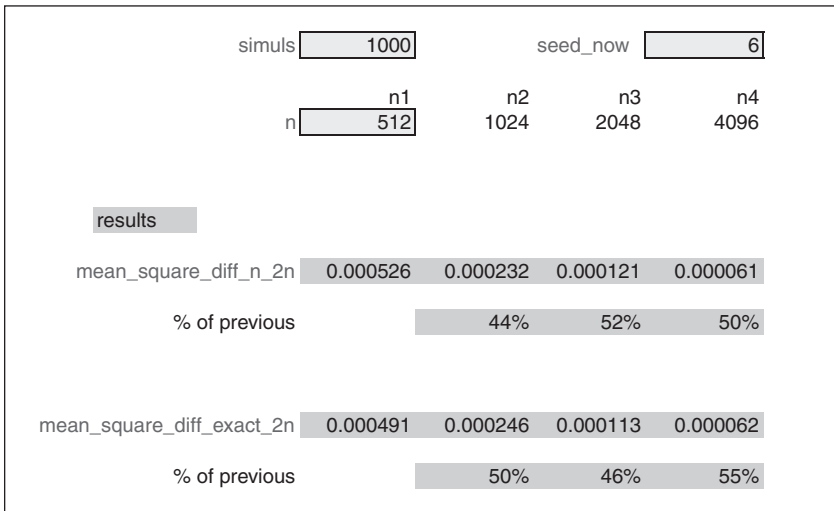 simuls 1000 seed_now 6
n1 n2 n3 n4
n 512 1024 2048 4096
results
mean_square_diff_n_2n 0.000526 0.000232 0.000121 0.000061
% of previous 44% 52% 50%
mean_square_diff_exact_2n 0.000491 0.000246 0.000113 0.000062
% of previous 50% 46% 55%